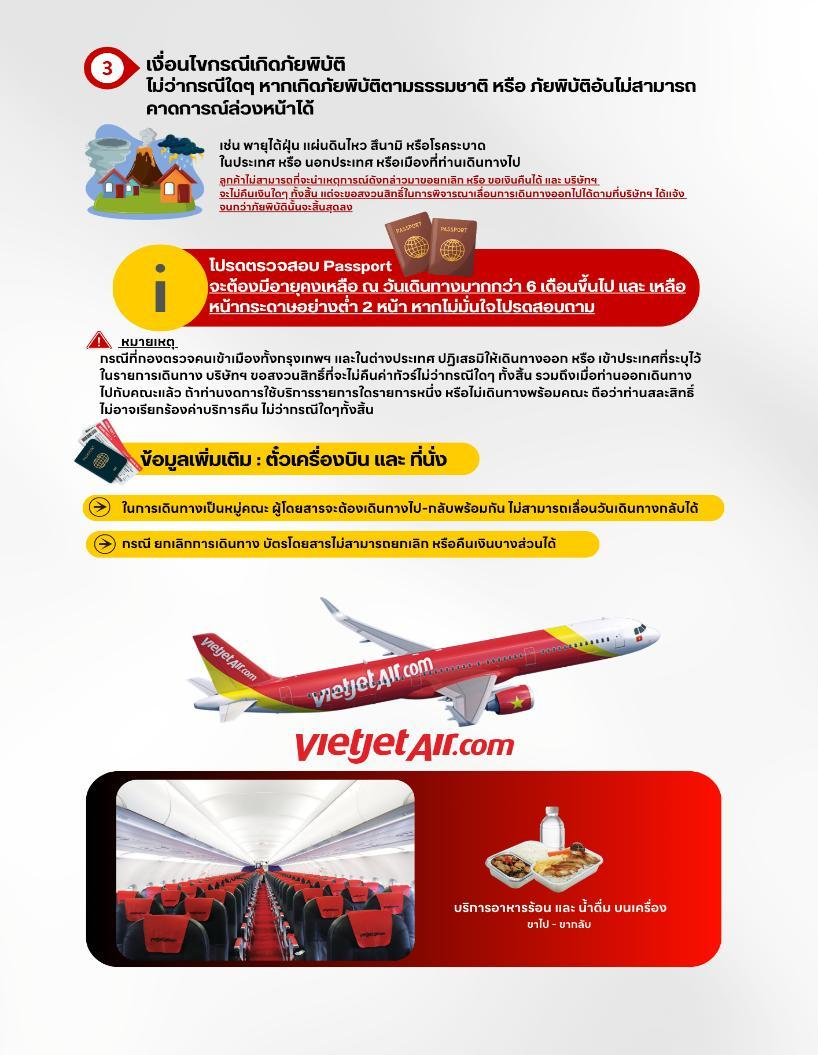 3
เงื่อนไขกรณีเกิดภัยพิบัติ
ไม่ว่ากรณีใดๆ หากเกิดภัยพิบัติตามธรรมชาติ หรือ ภัยพิบัติอันไม่สามารถ
คาดการณ์ล่วงหน้าได้
เช่น พายุไต้ฝุ่น แผ่นดินไหว สึนามิ หรือโรคระบาด
ในประเทศ หรือ นอกประเทศ หรือเมืองที่ท่านเดินทางไป
ลูกค้าไม่สามารถที่จะนำเหตุการณ์ดังกล่าวมาขอยกเลิก หรือ ขอเงินคืนได้ และ บริษัทฯ
จะไม่คืนเงินใดๆ ทั้งสิ้น แต่จะขอสงวนสิทธิ์ในการพิจารณาเลื่อนการเดินทางออกไปได้ตามที่บริษัทฯ ได้แจ้ง
จนกว่าภัยพิบัตินั้นจะสิ้นสุดลง
PASSPORT
PASSPORT
i
โปรดตรวจสอบ Passport
จะต้องมีอายุคงเหลือ ณ วันเดินทางมากกว่า 6 เดือนขึ้นไป และ เหลือ
หน้ากระดาษอย่างต่ำ 2 หน้า หากไม่มั่นใจโปรดสอบถาม
หมายเหตุ
กรณีที่กองตรวจคนเข้าเมืองทั้งกรุงเทพฯ และในต่างประเทศ ปฏิเสธมิให้เดินทางออก หรือ เข้าประเทศที่ระบุไว้
ในรายการเดินทาง บริษัทฯ ขอสงวนสิทธิ์ที่จะไม่คืนค่าทัวร์ไม่ว่ากรณีใดๆ ทั้งสิ้น รวมถึงเมื่อท่านออกเดินทาง
ไปกับคณะแล้ว ถ้าท่านงดการใช้บริการรายการใดรายการหนึ่ง หรือไม่เดินทางพร้อมคณะ ถือว่าท่านสละสิทธิ์
ไม่อาจเรียกร้องค่าบริการคืน ไม่ว่ากรณีใดๆทั้งสิ้น
PASSPORT
ข้อมูลเพิ่มเติม : ตั๋วเครื่องบิน และ ที่นั่ง
ในการเดินทางเป็นหมู่คณะ ผู้โดยสารจะต้องเดินทางไป-กลับพร้อมกัน ไม่สามารถเลื่อนวันเดินทางกลับได้
กรณี ยกเลิกการเดินทาง บัตรโดยสารไม่สามารถยกเลิก หรือคืนเงินบางส่วนได้
vietjetAir.com
vietjetAir.com
vietjetAir.com
บริการอาหารร้อน และ น้ำดื่ม บนเครื่อง
ขาไป - ขากลับ